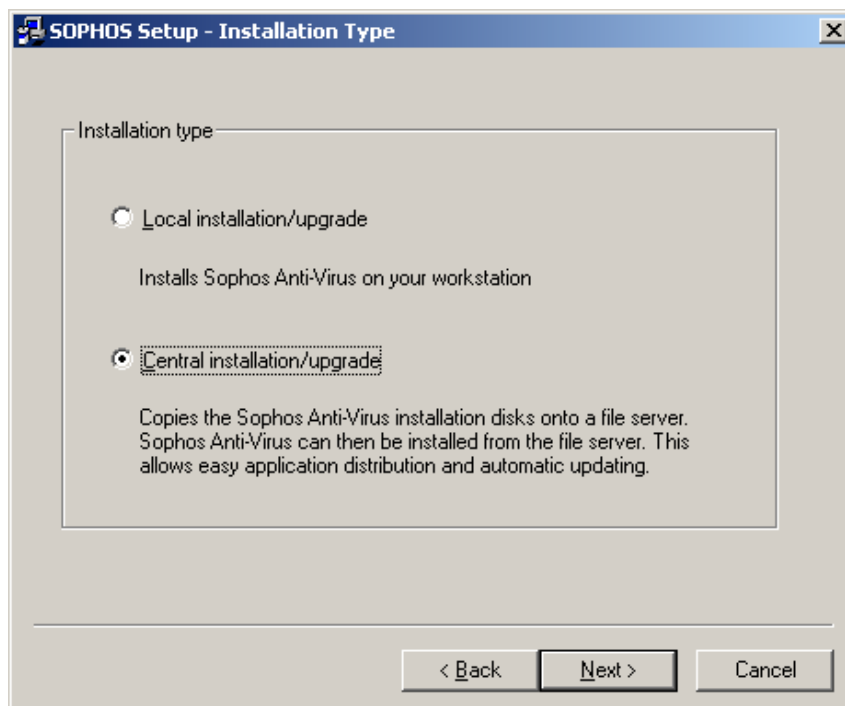 SOPHOS Setup - Installation Type
Installation type
Local installation/upgrade
Installs Sophos Anti-Virus on your workstation
Central installation/upgrade
Copies the Sophos Anti-Virus installation disks onto a file server.
Sophos Anti-Virus can then be installed from the file server. This
allows easy application distribution and automatic updating.
< Back Next > Cancel